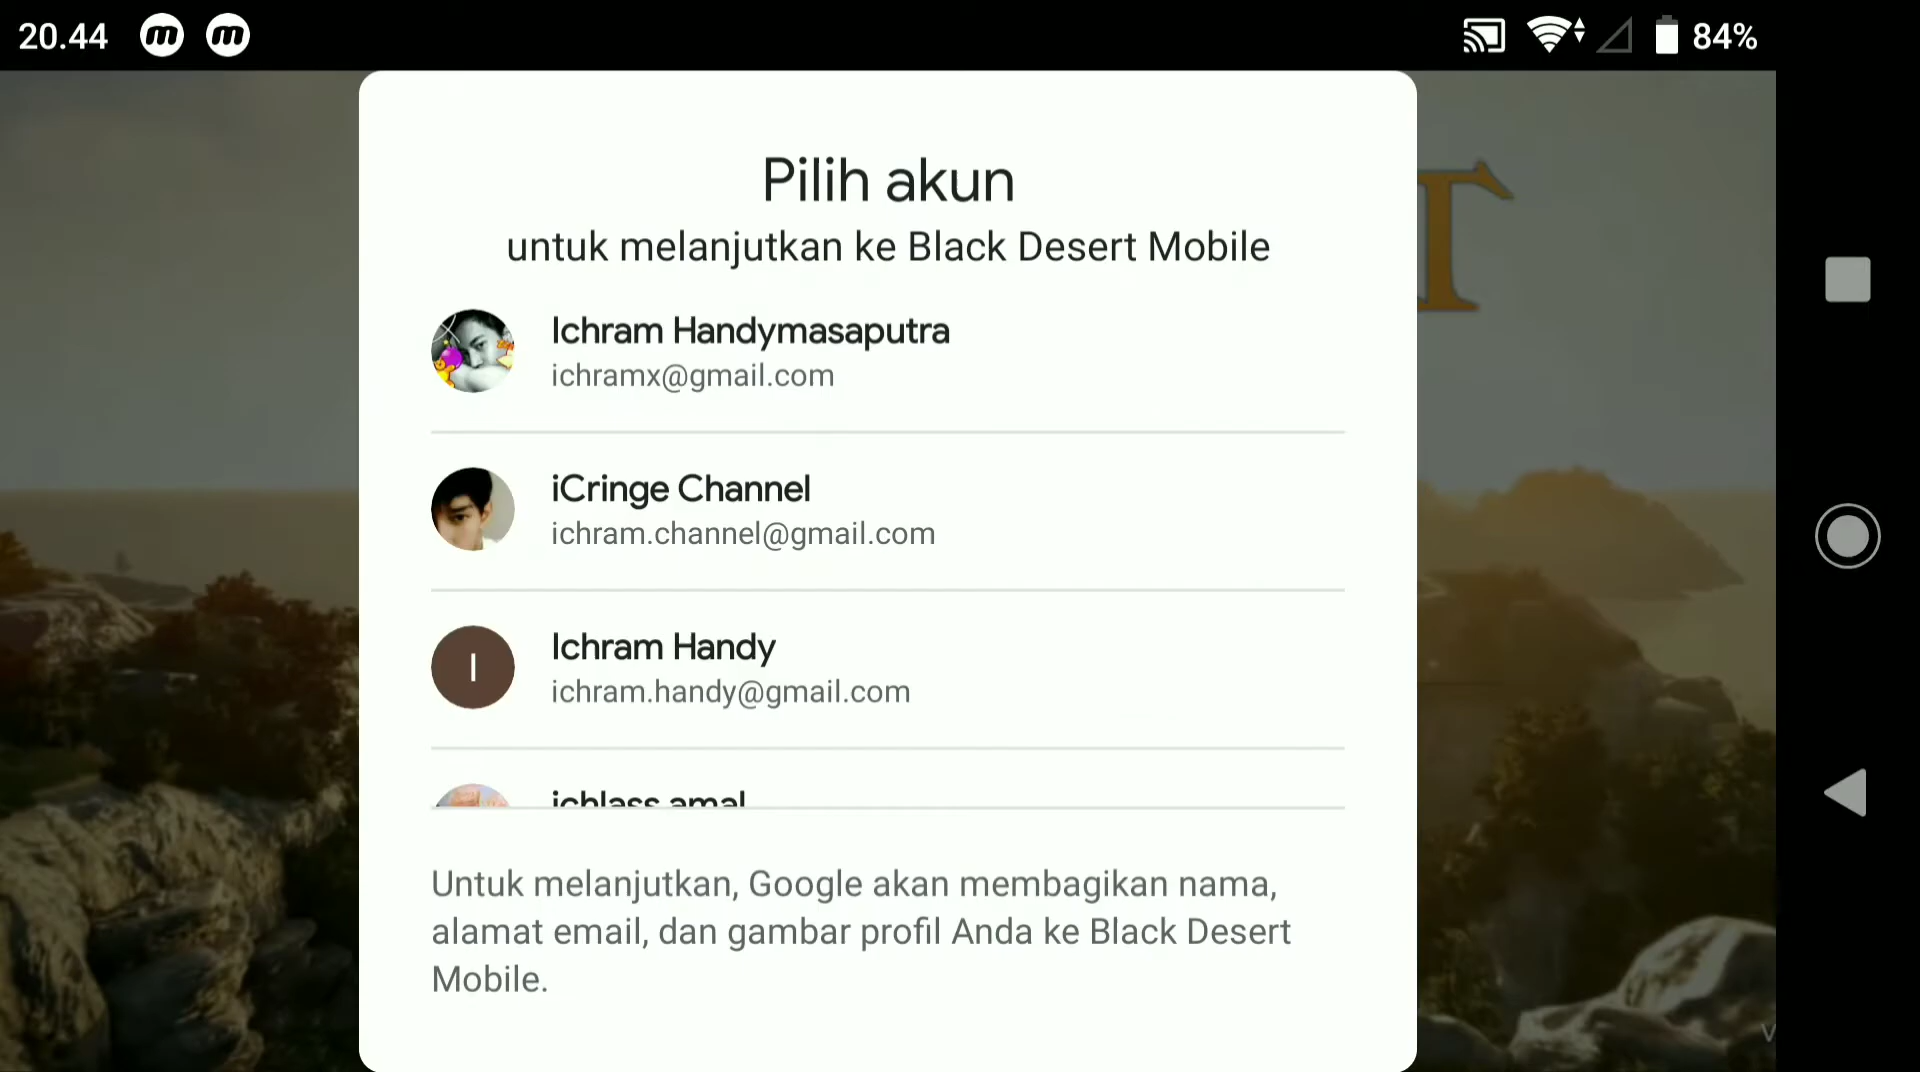 20.44
84%
Pilih akun
untuk melanjutkan ke Black Desert Mobile
T
Ichram Handymasaputra
ichramx@gmail.com
iCringe Channel
ichram.channel@gmail.com
I
Ichram Handy
ichram.handy@gmail.com
ichlass amal
Untuk melanjutkan, Google akan membagikan nama,
alamat email, dan gambar profil Anda ke Black Desert
Mobile.